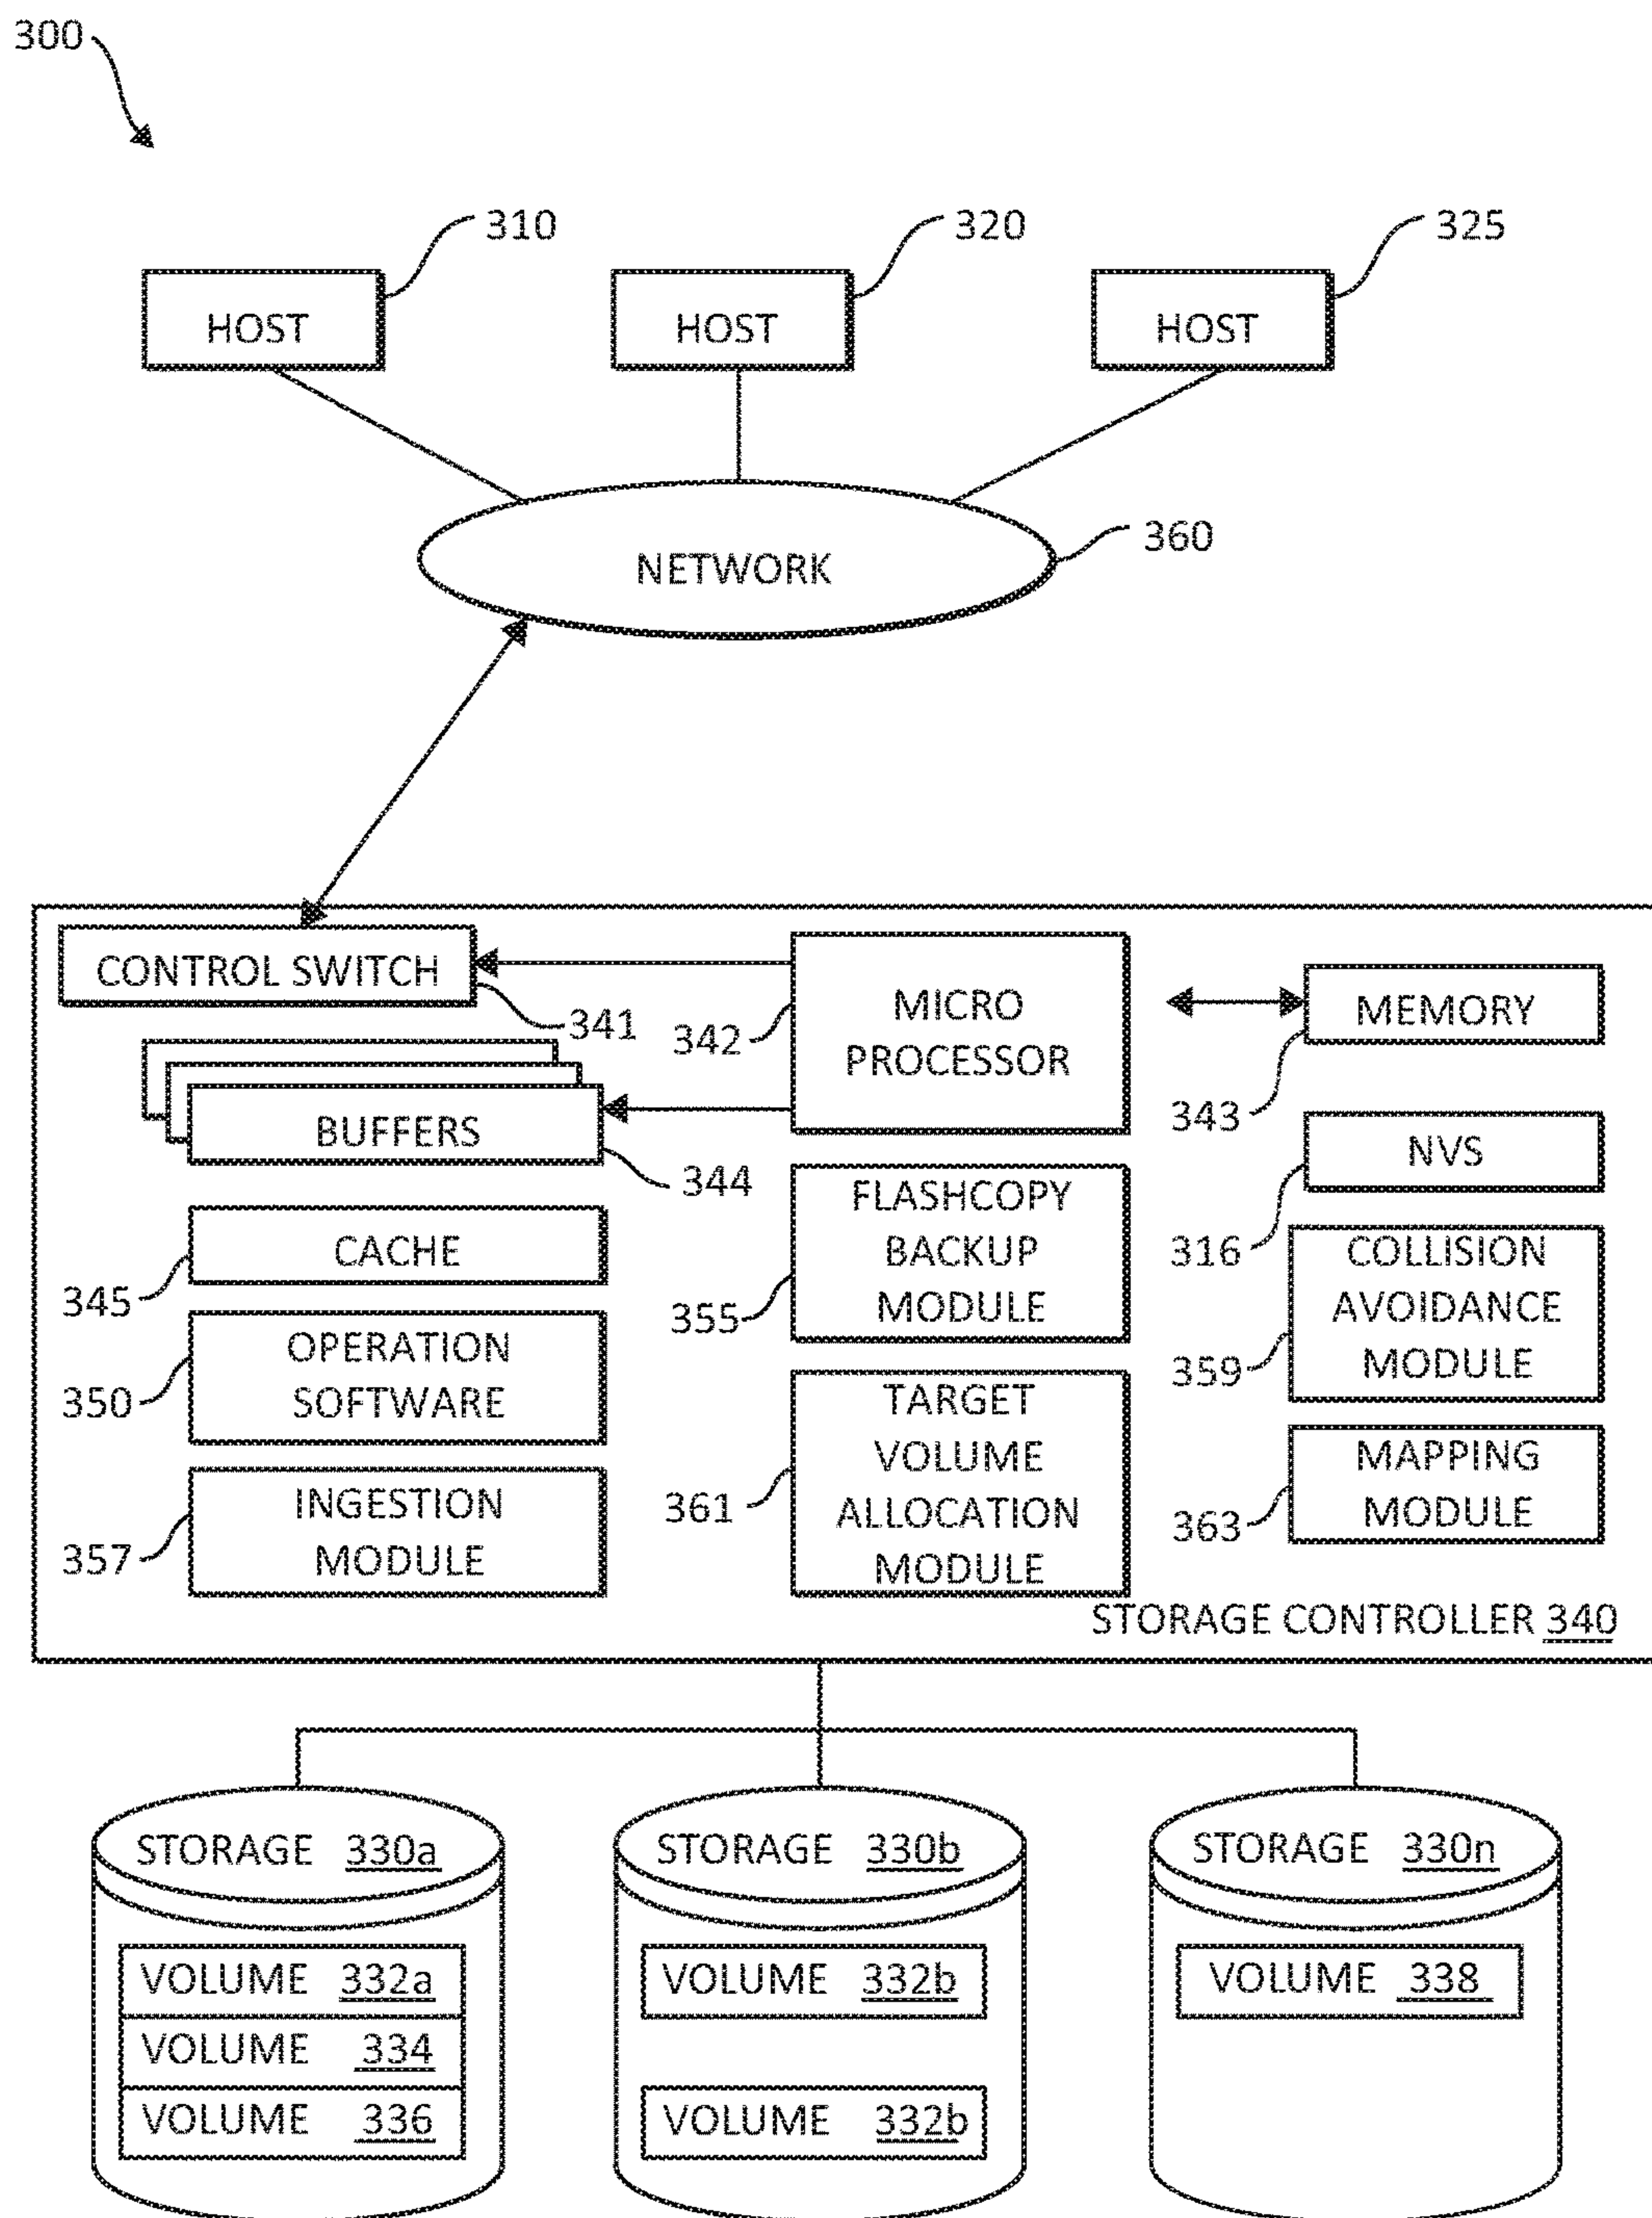 300
310
320
325
HOST
HOST
HOST
360
NETWORK
CONTROL SWITCH
341
342
MICRO
PROCESSOR
MEMORY
343
BUFFERS
344
NVS
316
CACHE
345
FLASHCOPY
BACKUP
MODULE
355
COLLISION
AVOIDANCE
MODULE
359
OPERATION
SOFTWARE
350
TARGET
VOLUME
ALLOCATION
MODULE
361
MAPPING
MODULE
363
INGESTION
MODULE
357
STORAGE CONTROLLER 340
STORAGE 330a
STORAGE 330b
STORAGE 330n
VOLUME 332a
VOLUME 334
VOLUME 336
VOLUME 332b
VOLUME 332b
VOLUME 338